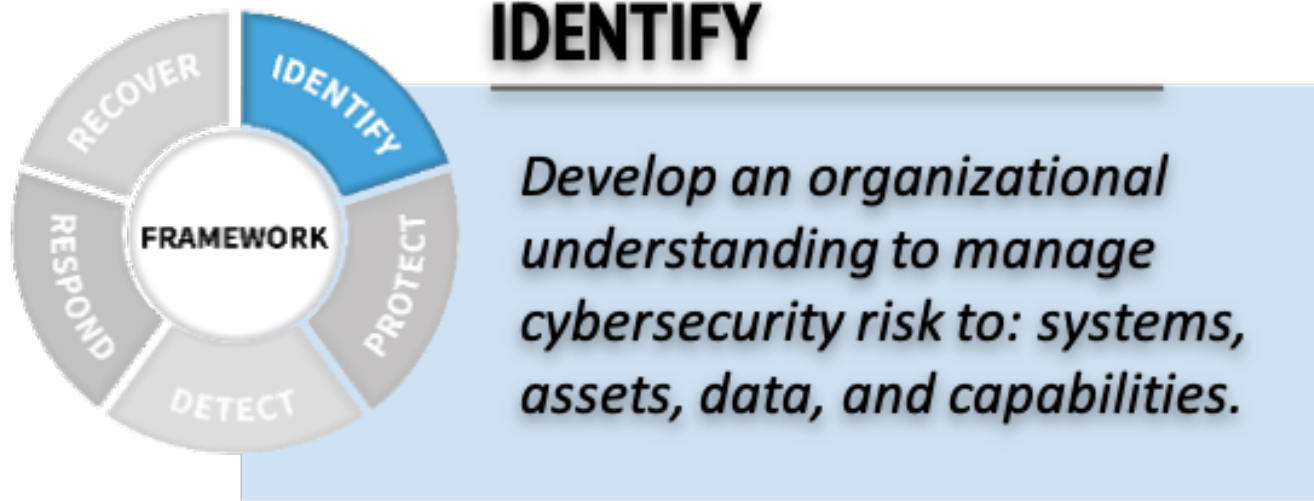 IDENTIFY
RECOVER
IDENTIFY
FRAMEWORK
RESPOND
PROTECT
DETECT
Develop an organizational
understanding to manage
cybersecurity risk to: systems,
assets, data, and capabilities.